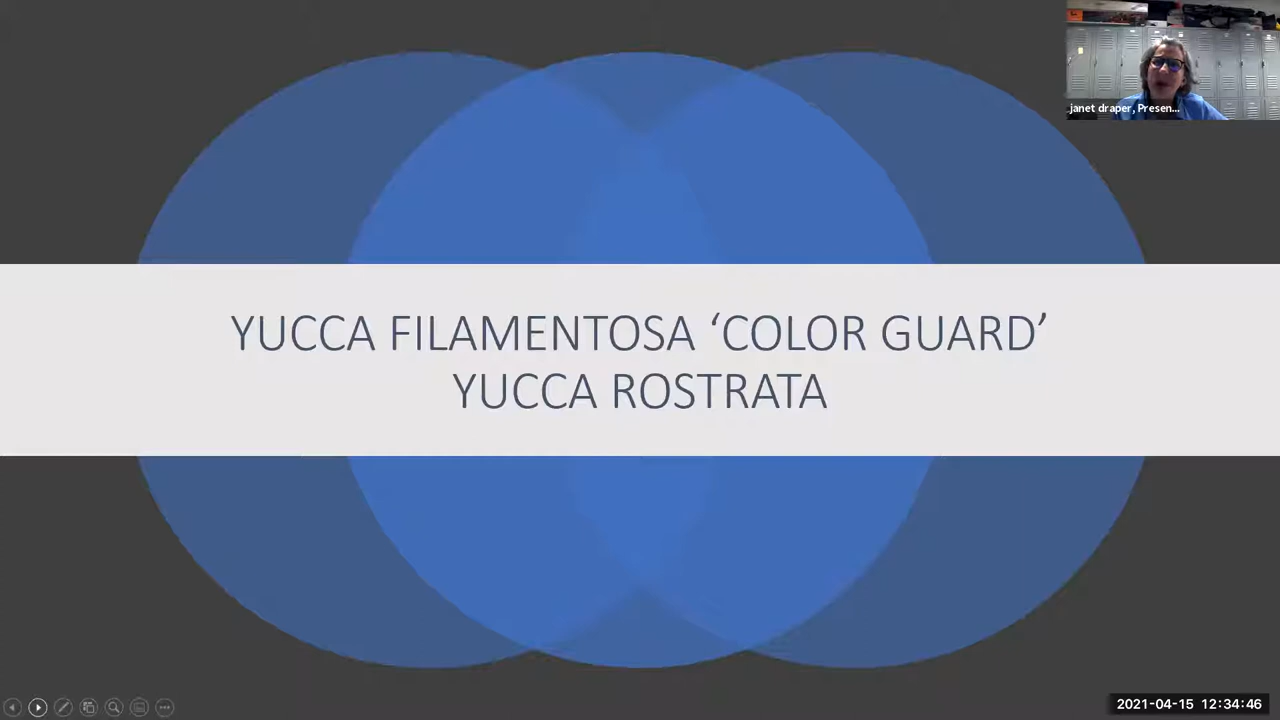 janet draper, Presen...
YUCCA FILAMENTOSA ‘COLOR GUARD’
YUCCA ROSTRATA
2021-04-15 12:34:46